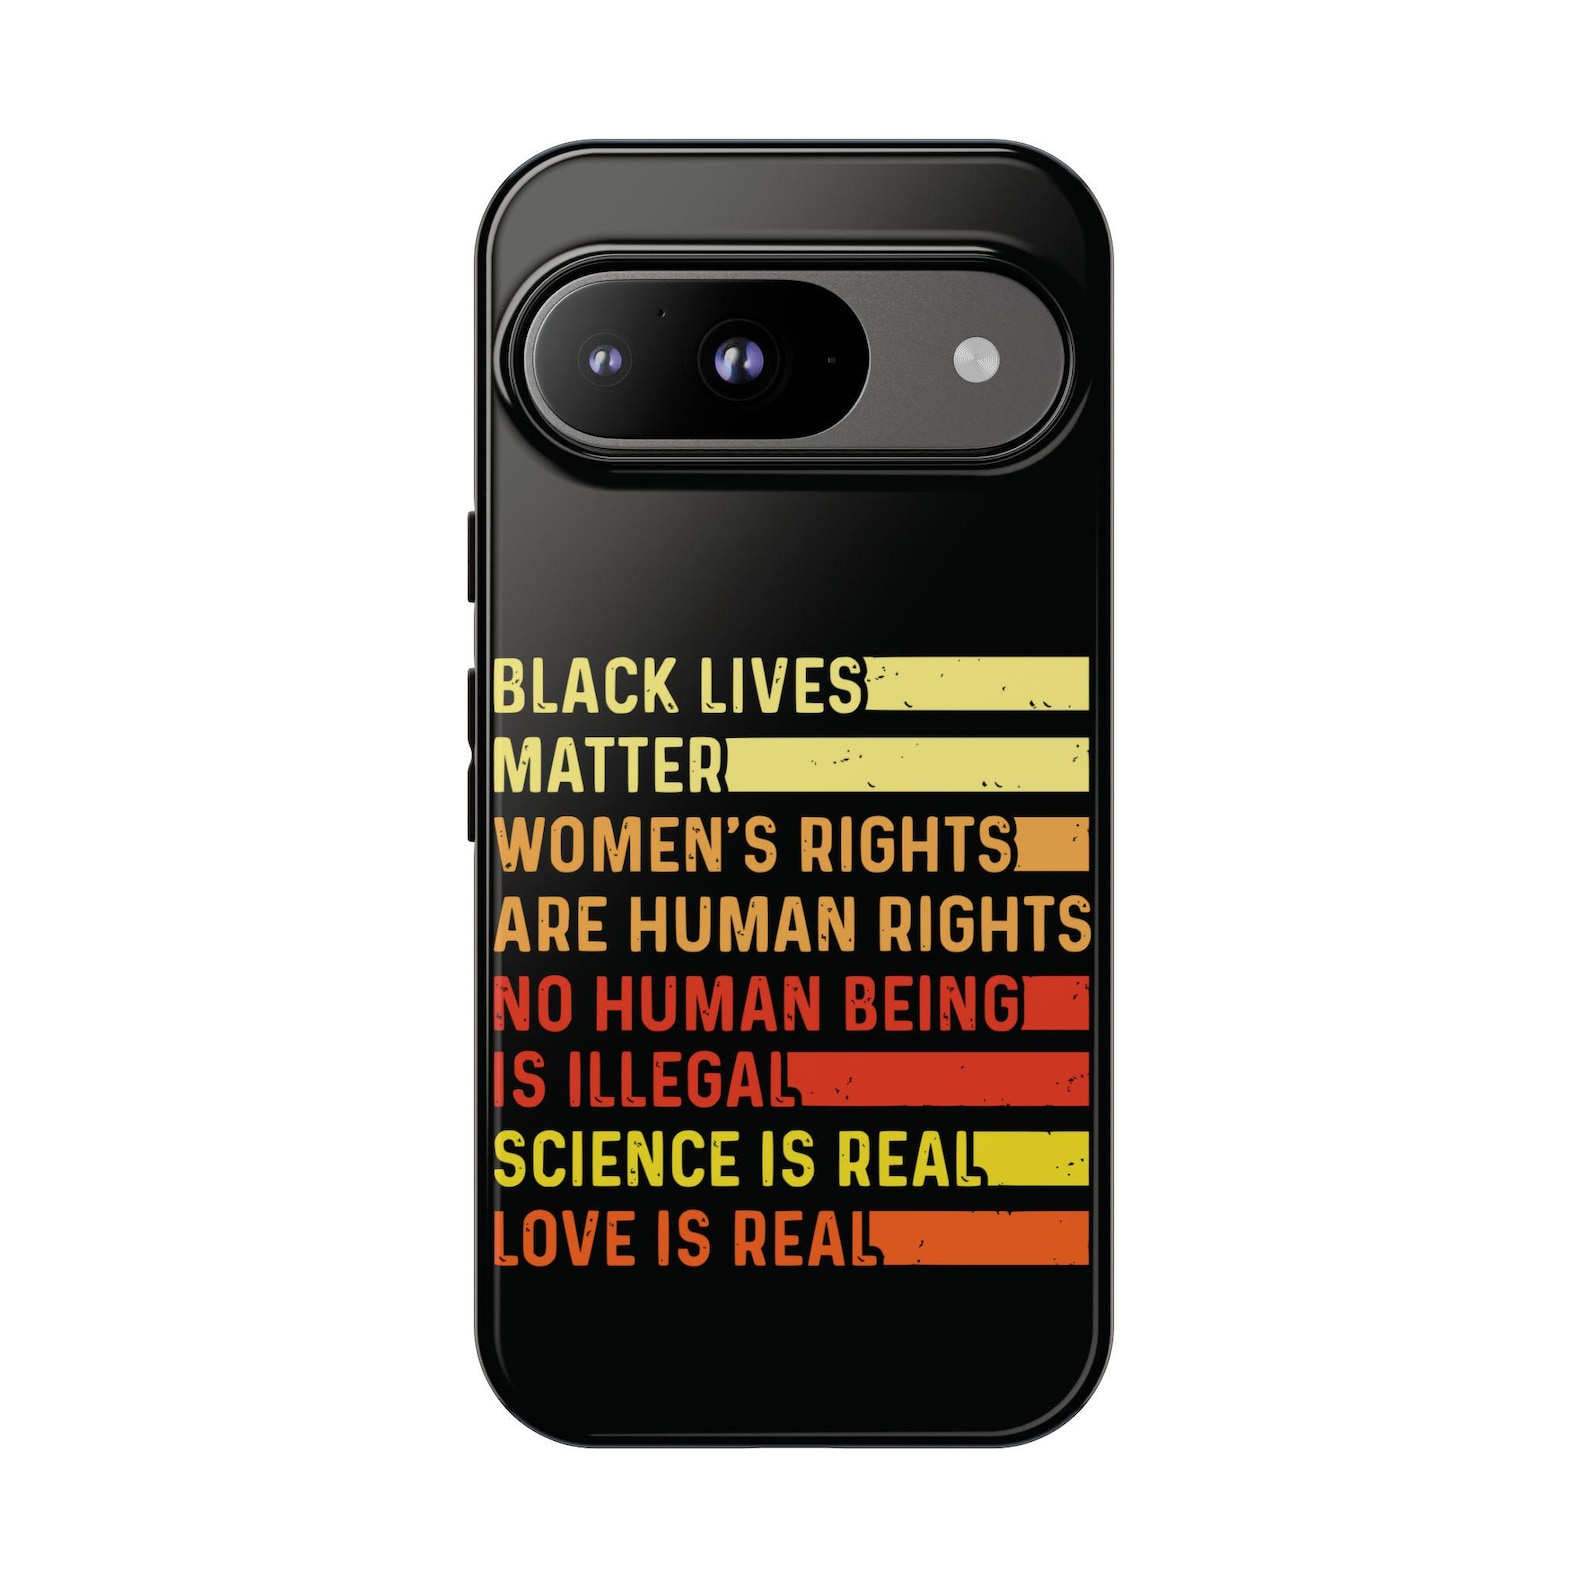 BLACK LIVES
MATTER
WOMEN'S RIGHTS
ARE HUMAN RIGHTS
NO HUMAN BEING
IS ILLEGAL
SCIENCE IS REAL
LOVE IS REAL